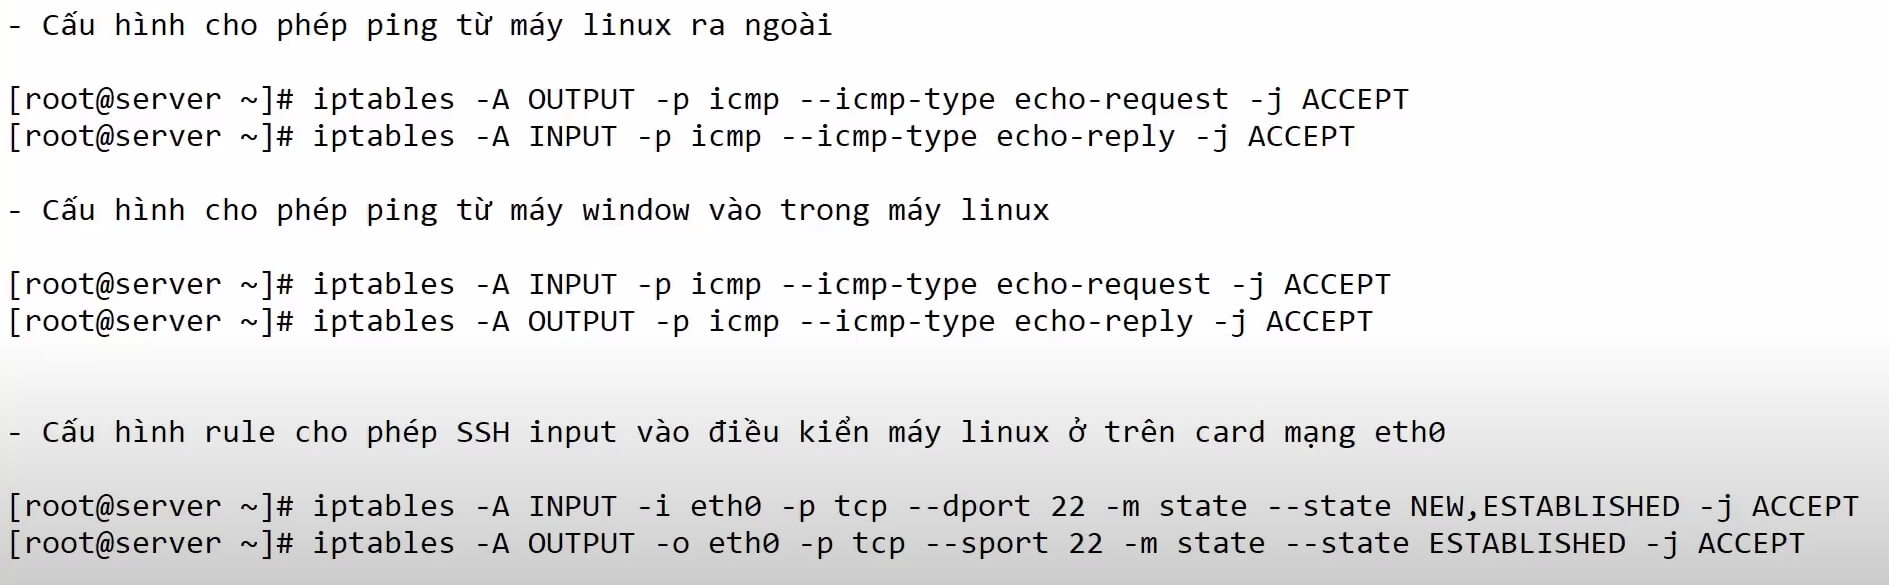 - Cấu hình cho phép ping từ máy linux ra ngoài
[root@server ~]# iptables -A OUTPUT -p icmp --icmp-type echo-request -j ACCEPT
[root@server ~]# iptables -A INPUT -p icmp --icmp-type echo-reply -j ACCEPT
- Cấu hình cho phép ping từ máy window vào trong máy linux
[root@server ~]# iptables -A INPUT -p icmp --icmp-type echo-request -j ACCEPT
[root@server ~]# iptables -A OUTPUT -p icmp --icmp-type echo-reply -j ACCEPT
- Cấu hình rule cho phép SSH input vào điều kiển máy linux ở trên card mạng eth0
[root@server ~]# iptables -A INPUT -i eth0 -p tcp --dport 22 -m state --state NEW,ESTABLISHED -j ACCEPT
[root@server ~]# iptables -A OUTPUT -o eth0 -p tcp --sport 22 -m state --state ESTABLISHED -j ACCEPT